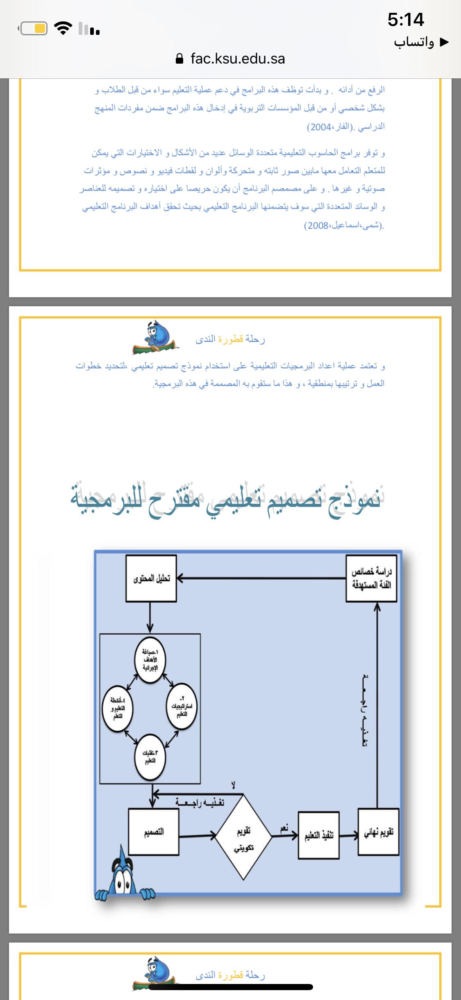 5:14
واتساب ◀
fac.ksu.edu.sa
الرفع من أدائه . و بدأت توظف هذه البرامج في دعم عملية التعليم سواء من قبل الطلاب و
بشكل شخصي أو من قبل المؤسسات التربوية في إدخال هذه البرامج ضمن مفردات المنهج
الدراسي .(الفار،2004)
و توفر برامج الحاسوب التعليمية متعددة الوسائل عديد من الأشكال و الاختيارات التي يمكن
للمتعلم التعامل معها مابين صور ثابته و متحركة وألوان و لقطات فيديو و نصوص و مؤثرات
صوتية و غيرها . و على مصمصم البرنامج أن يكون حريصا على اختياره و تصميمه للعناصر
و الوسائد المتعددة التي سوف يتضمنها البرنامج التعليمي بحيث تحقق أهداف البرنامج التعليمي
.(شمى،اسماعيل،2008)
رحلة قطورة الندى
و تعتمد عملية اعداد البرمجيات التعليمية على استخدام نموذج تصميم تعليمي ،لتحديد خطوات
العمل و ترتيبها بمنطقية ، و هذا ما ستقوم به المصممة في هذه البرمجية.
نموذج تصميم تعليمي مقترح للبرمجية
دراسة خصائص
الفئة المستهدفة
تحليل المحتوى
١-صياغة
الأهداف
الإجرائية
٢-
استراتيجيات
التعليم
٤-أنشطة
التعليم و
التعلم
٣-تقنيات
التعليم
تغـذيـه راجـعـة
لا
تغـذيـه راجـعـة
التصميم
تقويم
تكويني
نعم
تنفيذ التعليم
تقويم نهائي
رحلة قطورة الندى